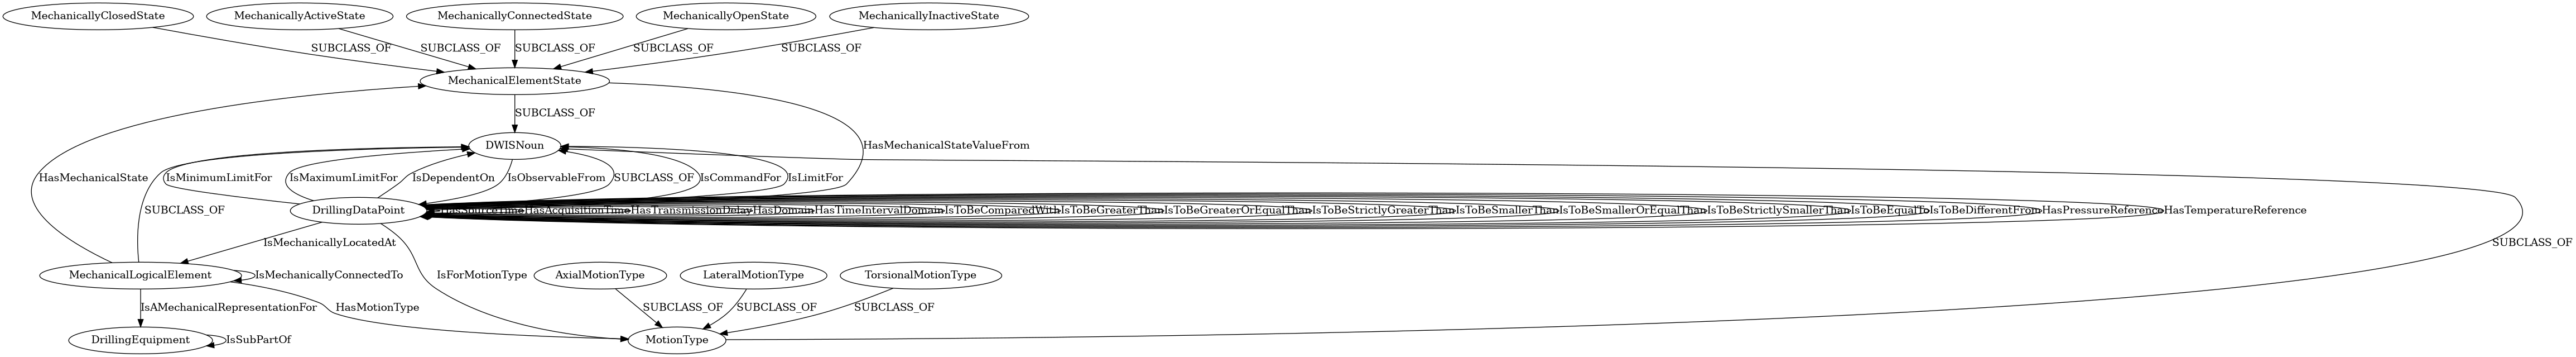 MechanicallyClosedState
MechanicallyActiveState
MechanicallyConnectedState
MechanicallyOpenState
MechanicallyInactiveState
SUBCLASS_OF
SUBCLASS_OF
SUBCLASS_OF
SUBCLASS_OF
SUBCLASS_OF
MechanicalElementState
SUBCLASS_OF
DWISNoun
HasMechanicalStateValueFrom
HasMechanicalState
IsMinimumLimitFor
IsMaximumLimitFor
IsDependentOn
IsObservableFrom
SUBCLASS_OF
IsCommandFor
IsLimitFor
SUBCLASS_OF
DrillingDataPoint
HasSourceTime
HasAcquisitionTime
HasTransmissionDelay
HasDomain
HasTimeIntervalDomain
IsToBeComparedWith
IsToBeGreaterThan
IsToBeGreaterOrEqualThan
IsToBeStrictlyGreaterThan
IsToBeSmallerThan
IsToBeSmallerOrEqualThan
IsToBeStrictlySmallerThan
IsToBeEqualTo
IsToBeDifferentFrom
HasPressureReference
HasTemperatureReference
IsMechanicallyLocatedAt
SUBCLASS_OF
MechanicalLogicalElement
IsMechanicallyConnectedTo
IsForMotionType
AxialMotionType
LateralMotionType
TorsionalMotionType
IsAMechanicalRepresentationFor
HasMotionType
SUBCLASS_OF
SUBCLASS_OF
SUBCLASS_OF
DrillingEquipment
IsSubPartOf
MotionType